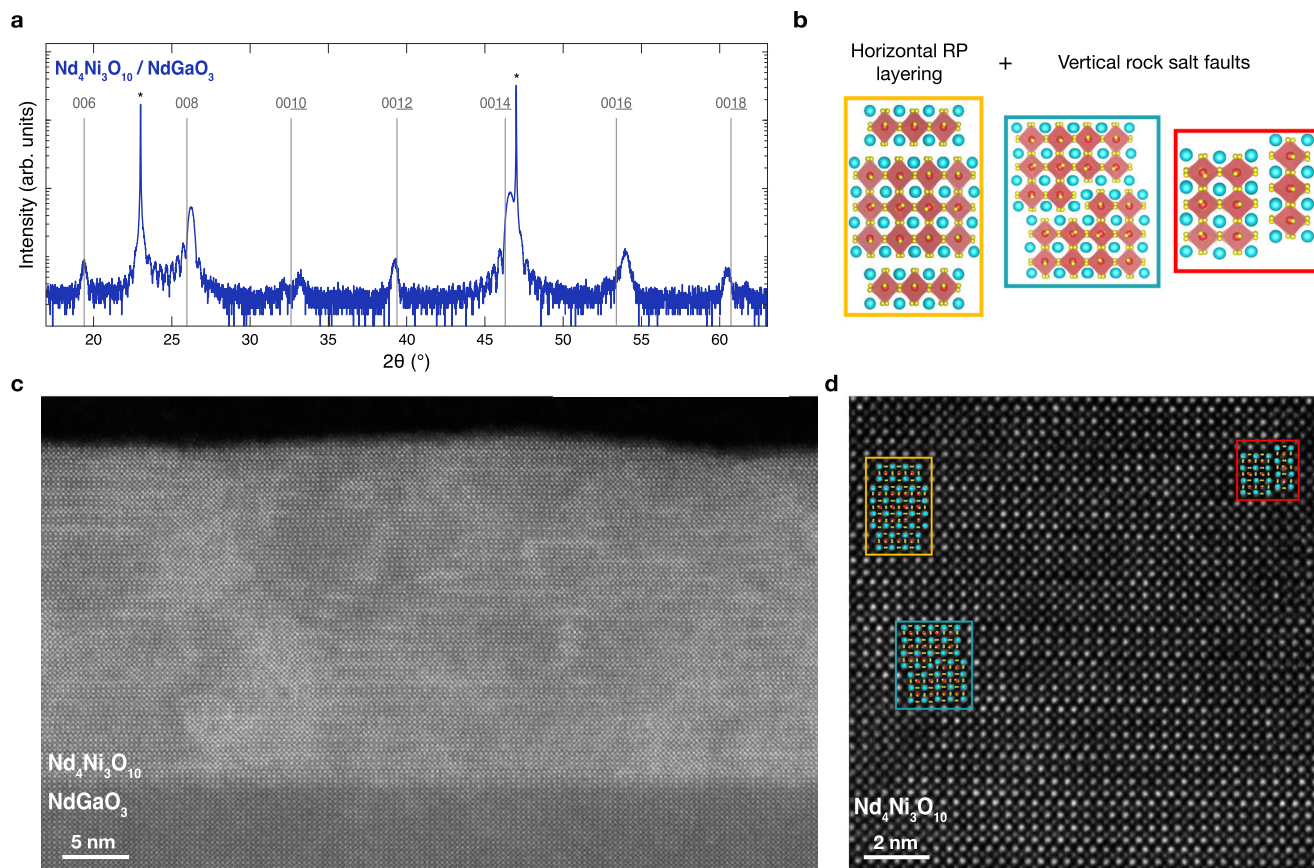 a
Nd₄Ni₃O₁₀ / NdGaO₃
*
*
006
008
0010
0012
0014
0016
0018
Intensity (arb. units)
20
25
30
35
40
45
50
55
60
2θ (°)
b
Horizontal RP
layering
+
Vertical rock salt faults
c
Nd₄Ni₃O₁₀
NdGaO₃
5 nm
d
Nd₄Ni₃O₁₀
2 nm